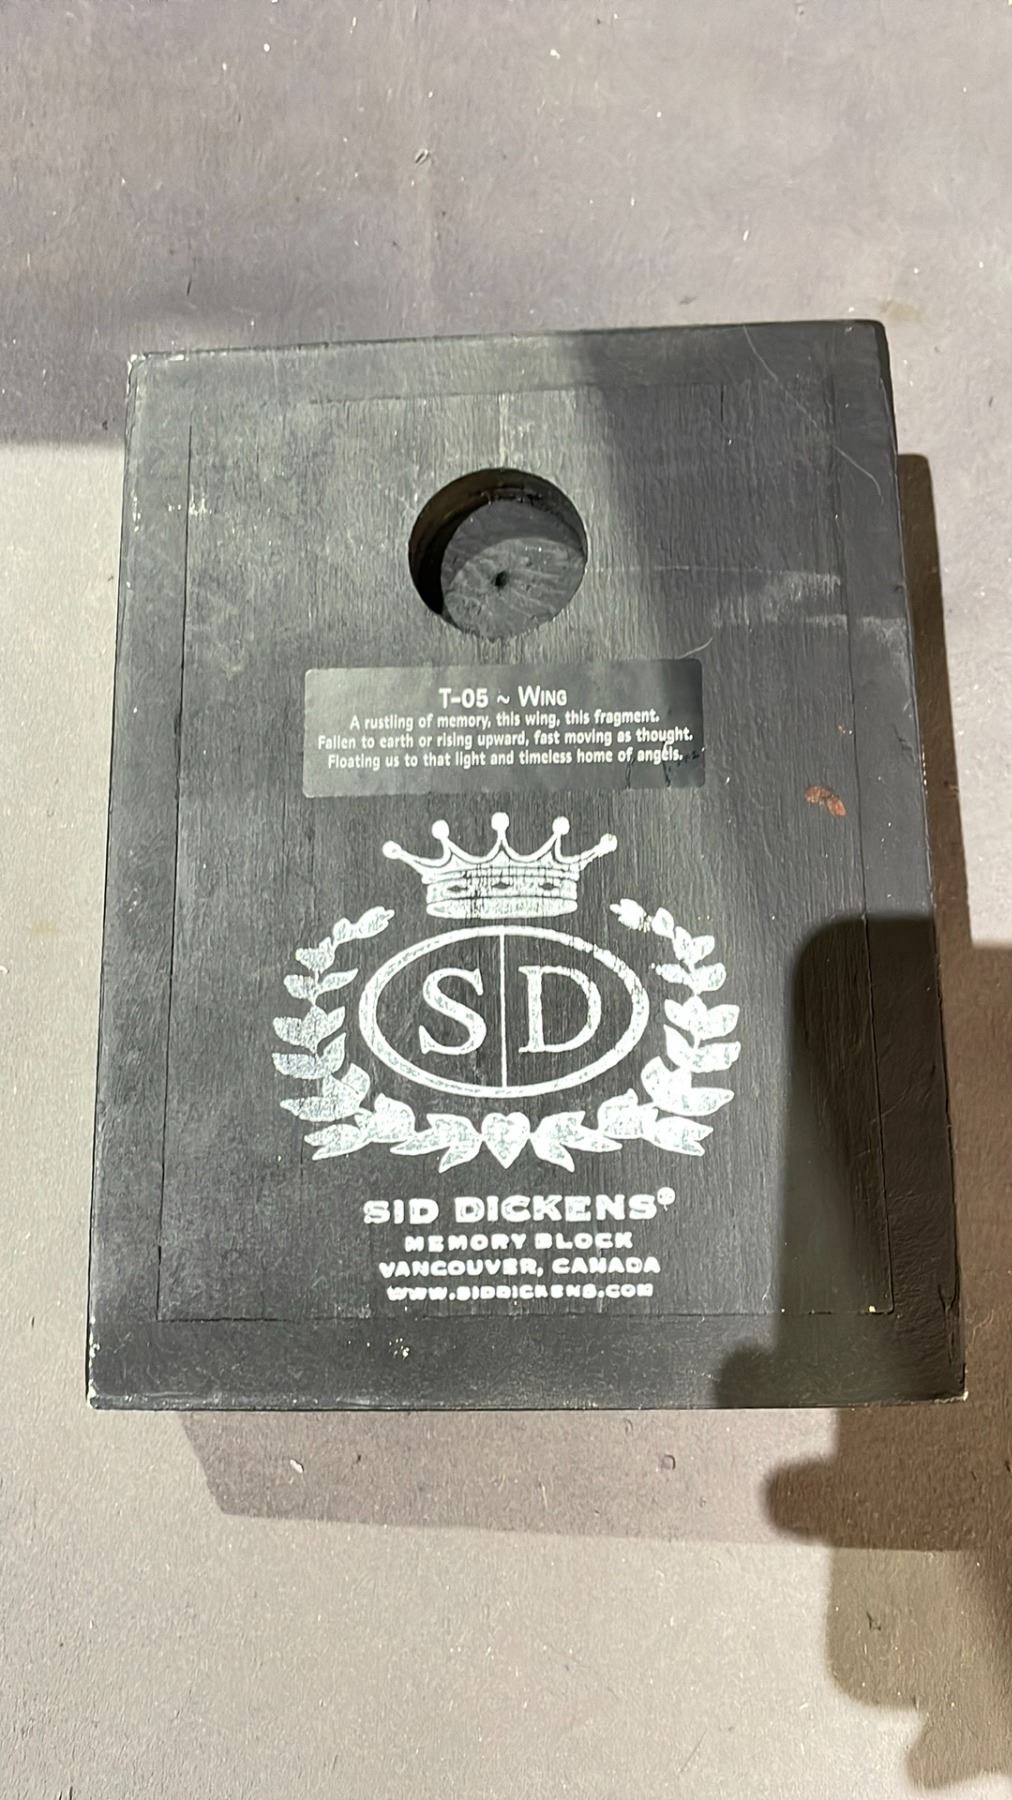 T-05 ~ WING
A rustling of memory, this wing, this fragment.
Fallen to earth or rising upward, fast moving as thought.
Floating us to that light and timeless home of angels.
S D
SID DICKENS®
MEMORY BLOCK
VANCOUVER, CANADA
WWW.SIDDICKENS.COM